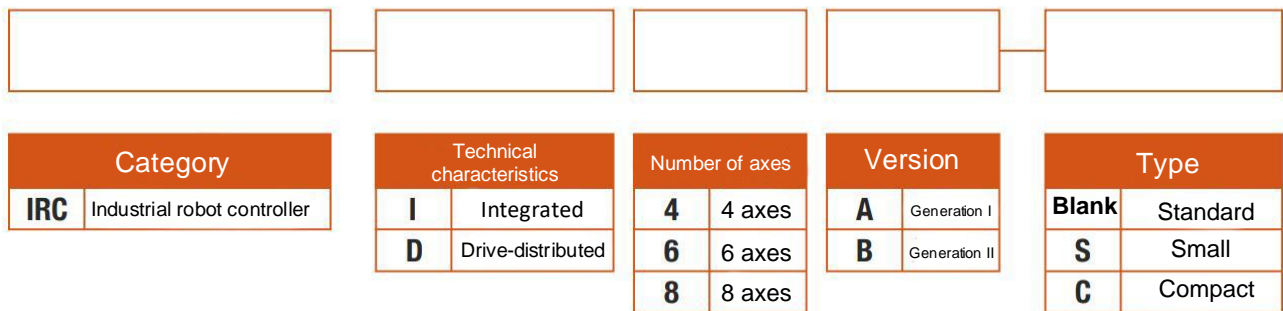 Category
IRC Industrial robot controller
Technical
characteristics
I Integrated
D Drive-distributed
Number of axes
4 4 axes
6 6 axes
8 8 axes
Version
A Generation I
B Generation II
Type
Blank Standard
S Small
C Compact